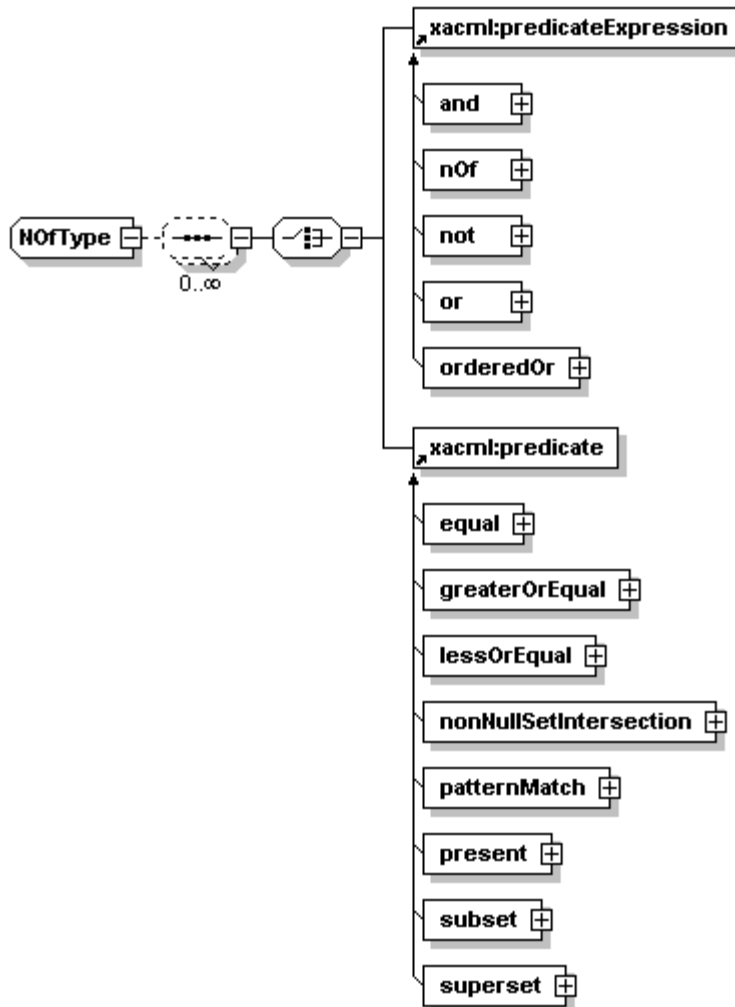 xacml:predicateExpression
and
nOf
not
or
orderedOr
NOfType
0..∞
xacml:predicate
equal
greaterOrEqual
lessOrEqual
nonNullSetIntersection
patternMatch
present
subset
superset